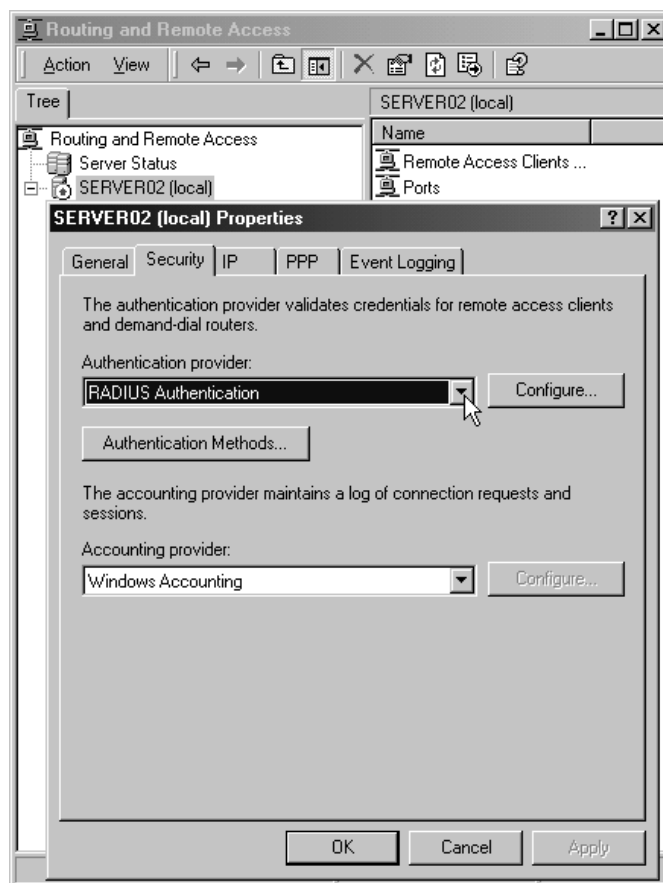 Routing and Remote Access
Action View
Tree
SERVER02 (local)
Routing and Remote Access
Server Status
SERVER02 (local)
Name
Remote Access Clients ...
Ports
SERVER02 (local) Properties
General Security IP PPP Event Logging
The authentication provider validates credentials for remote access clients
and demand-dial routers.
Authentication provider:
RADIUS Authentication
Configure...
Authentication Methods...
The accounting provider maintains a log of connection requests and
sessions.
Accounting provider:
Windows Accounting
Configure...
OK Cancel Apply